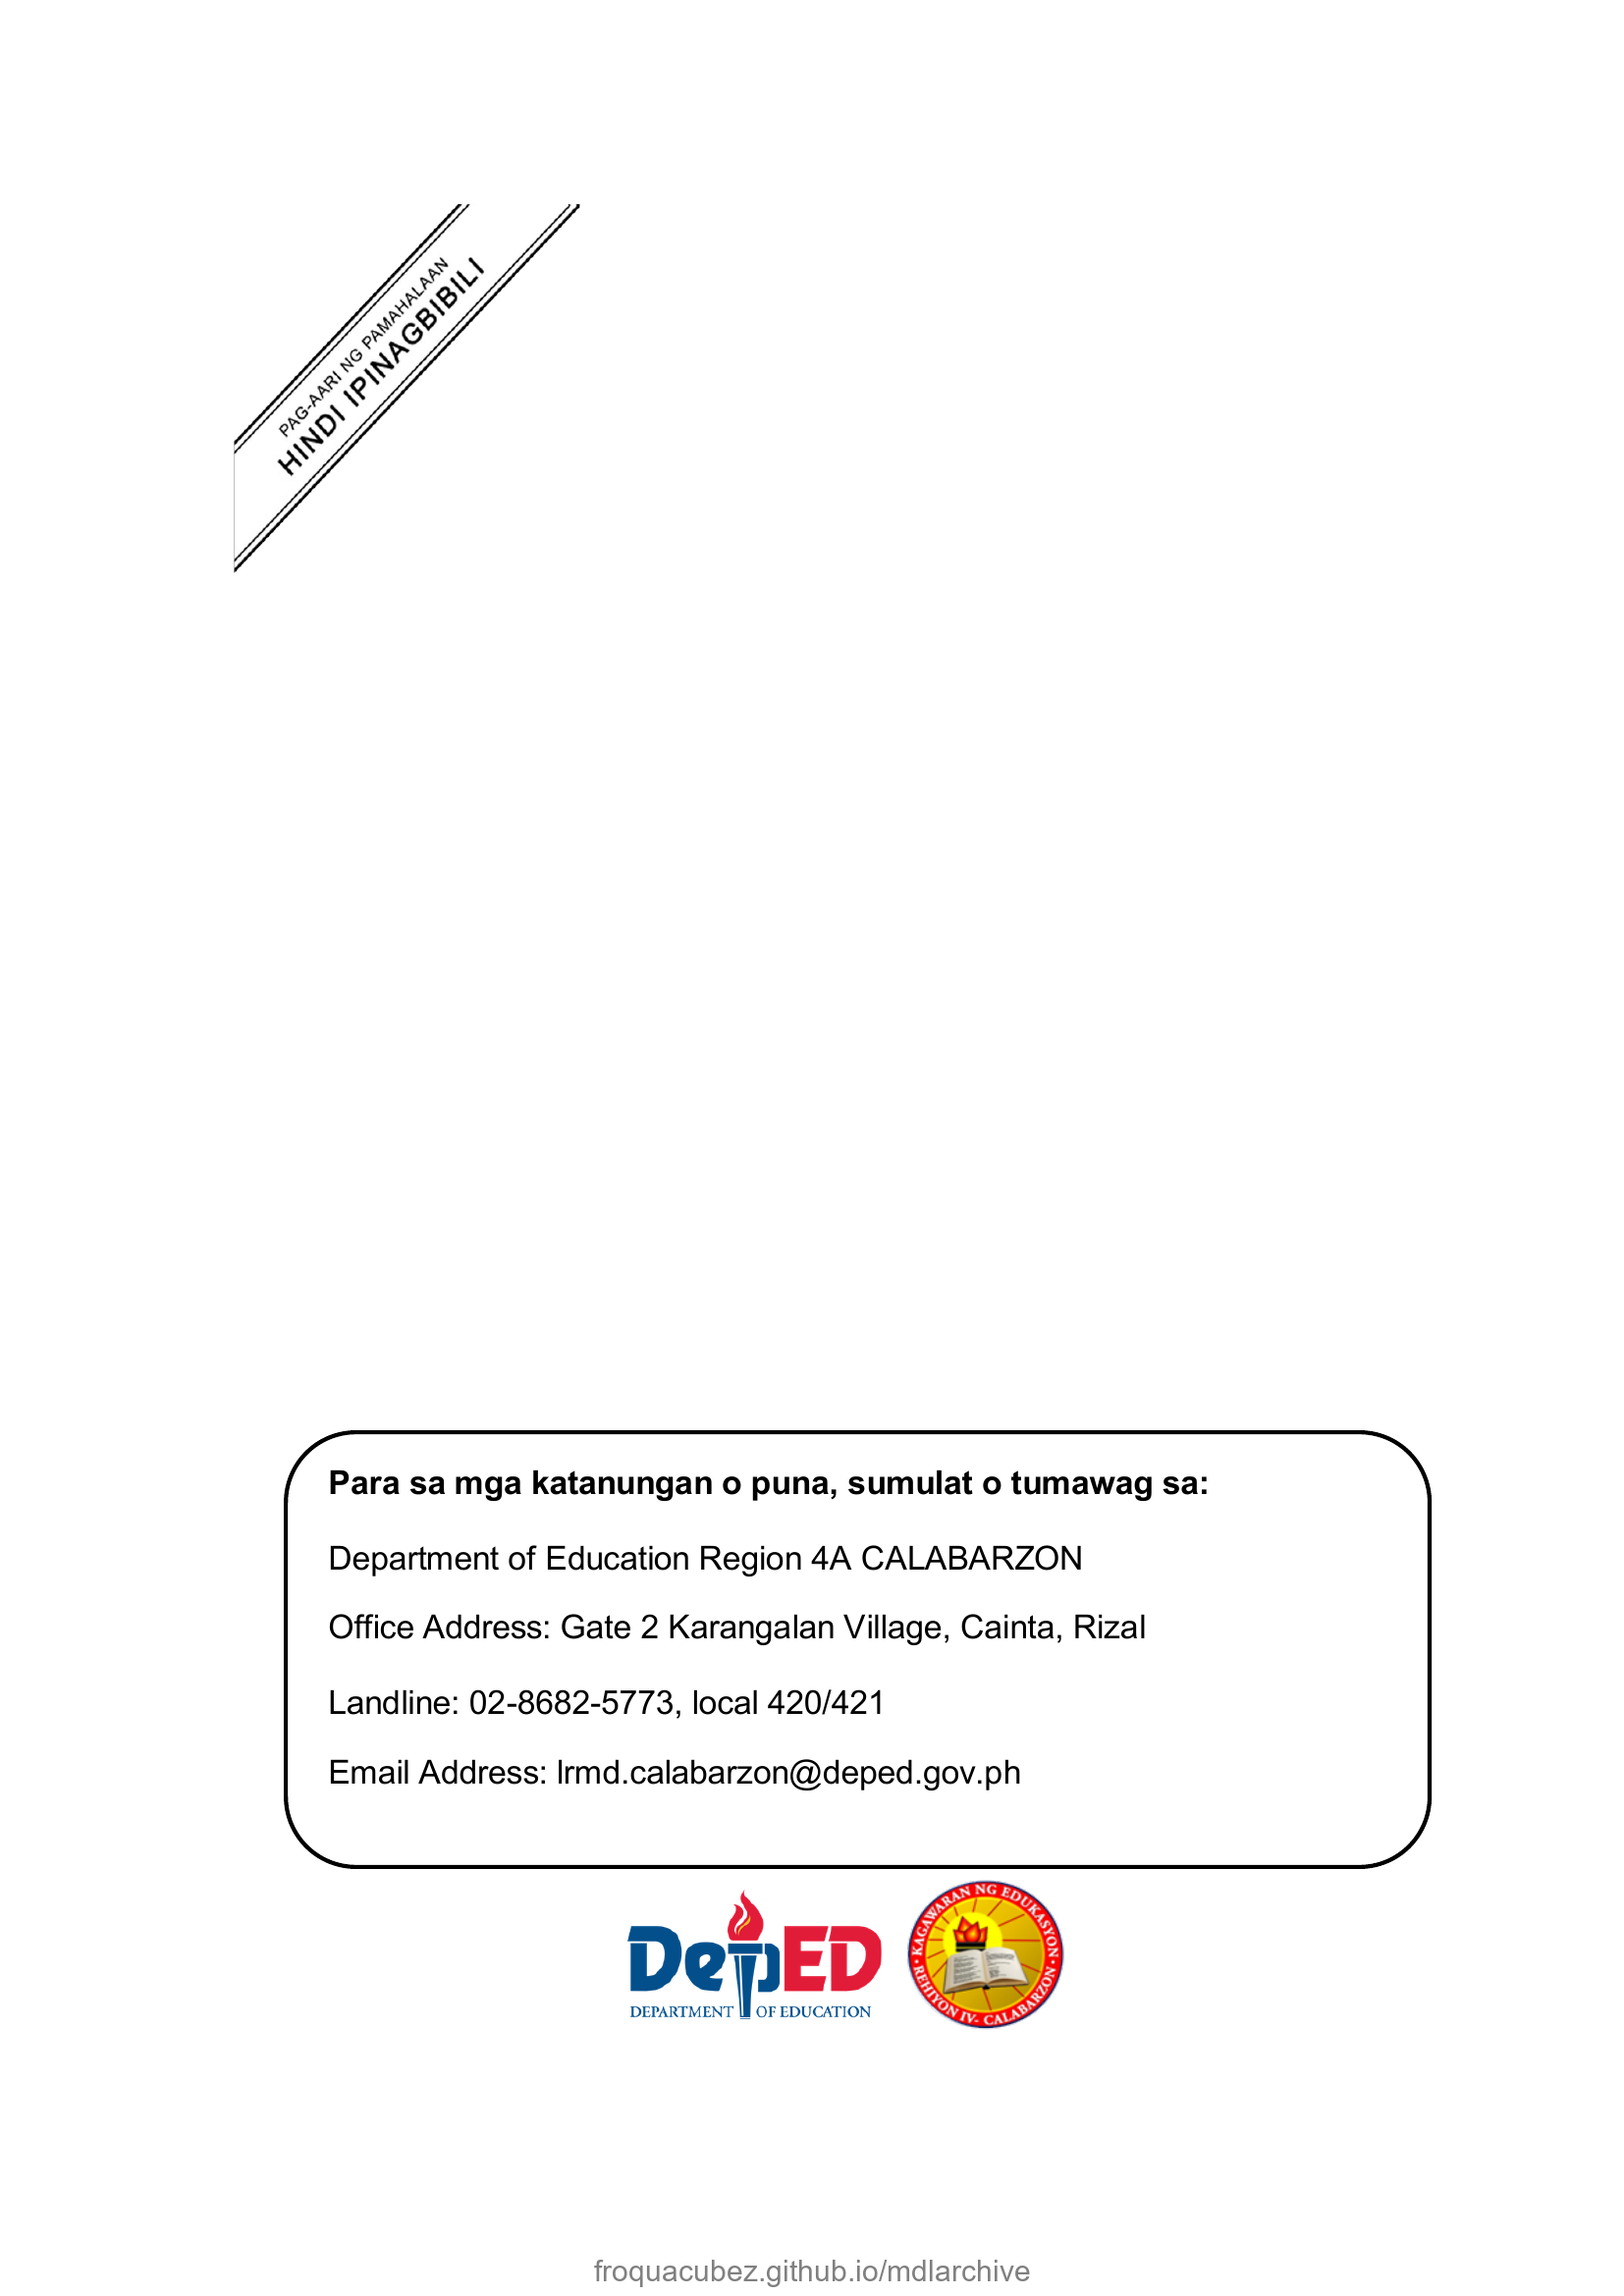 PAG-AARI NG PAMAHALAAN
HINDI IPINAGBIBILI
Para sa mga katanungan o puna, sumulat o tumawag sa:
Department of Education Region 4A CALABARZON
Office Address: Gate 2 Karangalan Village, Cainta, Rizal
Landline: 02-8682-5773, local 420/421
Email Address: lrmd.calabarzon@deped.gov.ph
DepED
DEPARTMENT OF EDUCATION
KAGAWARAN NG EDUKASYON
REHIYON IV- CALABARZON
froquacubez.github.io/mdlarchive